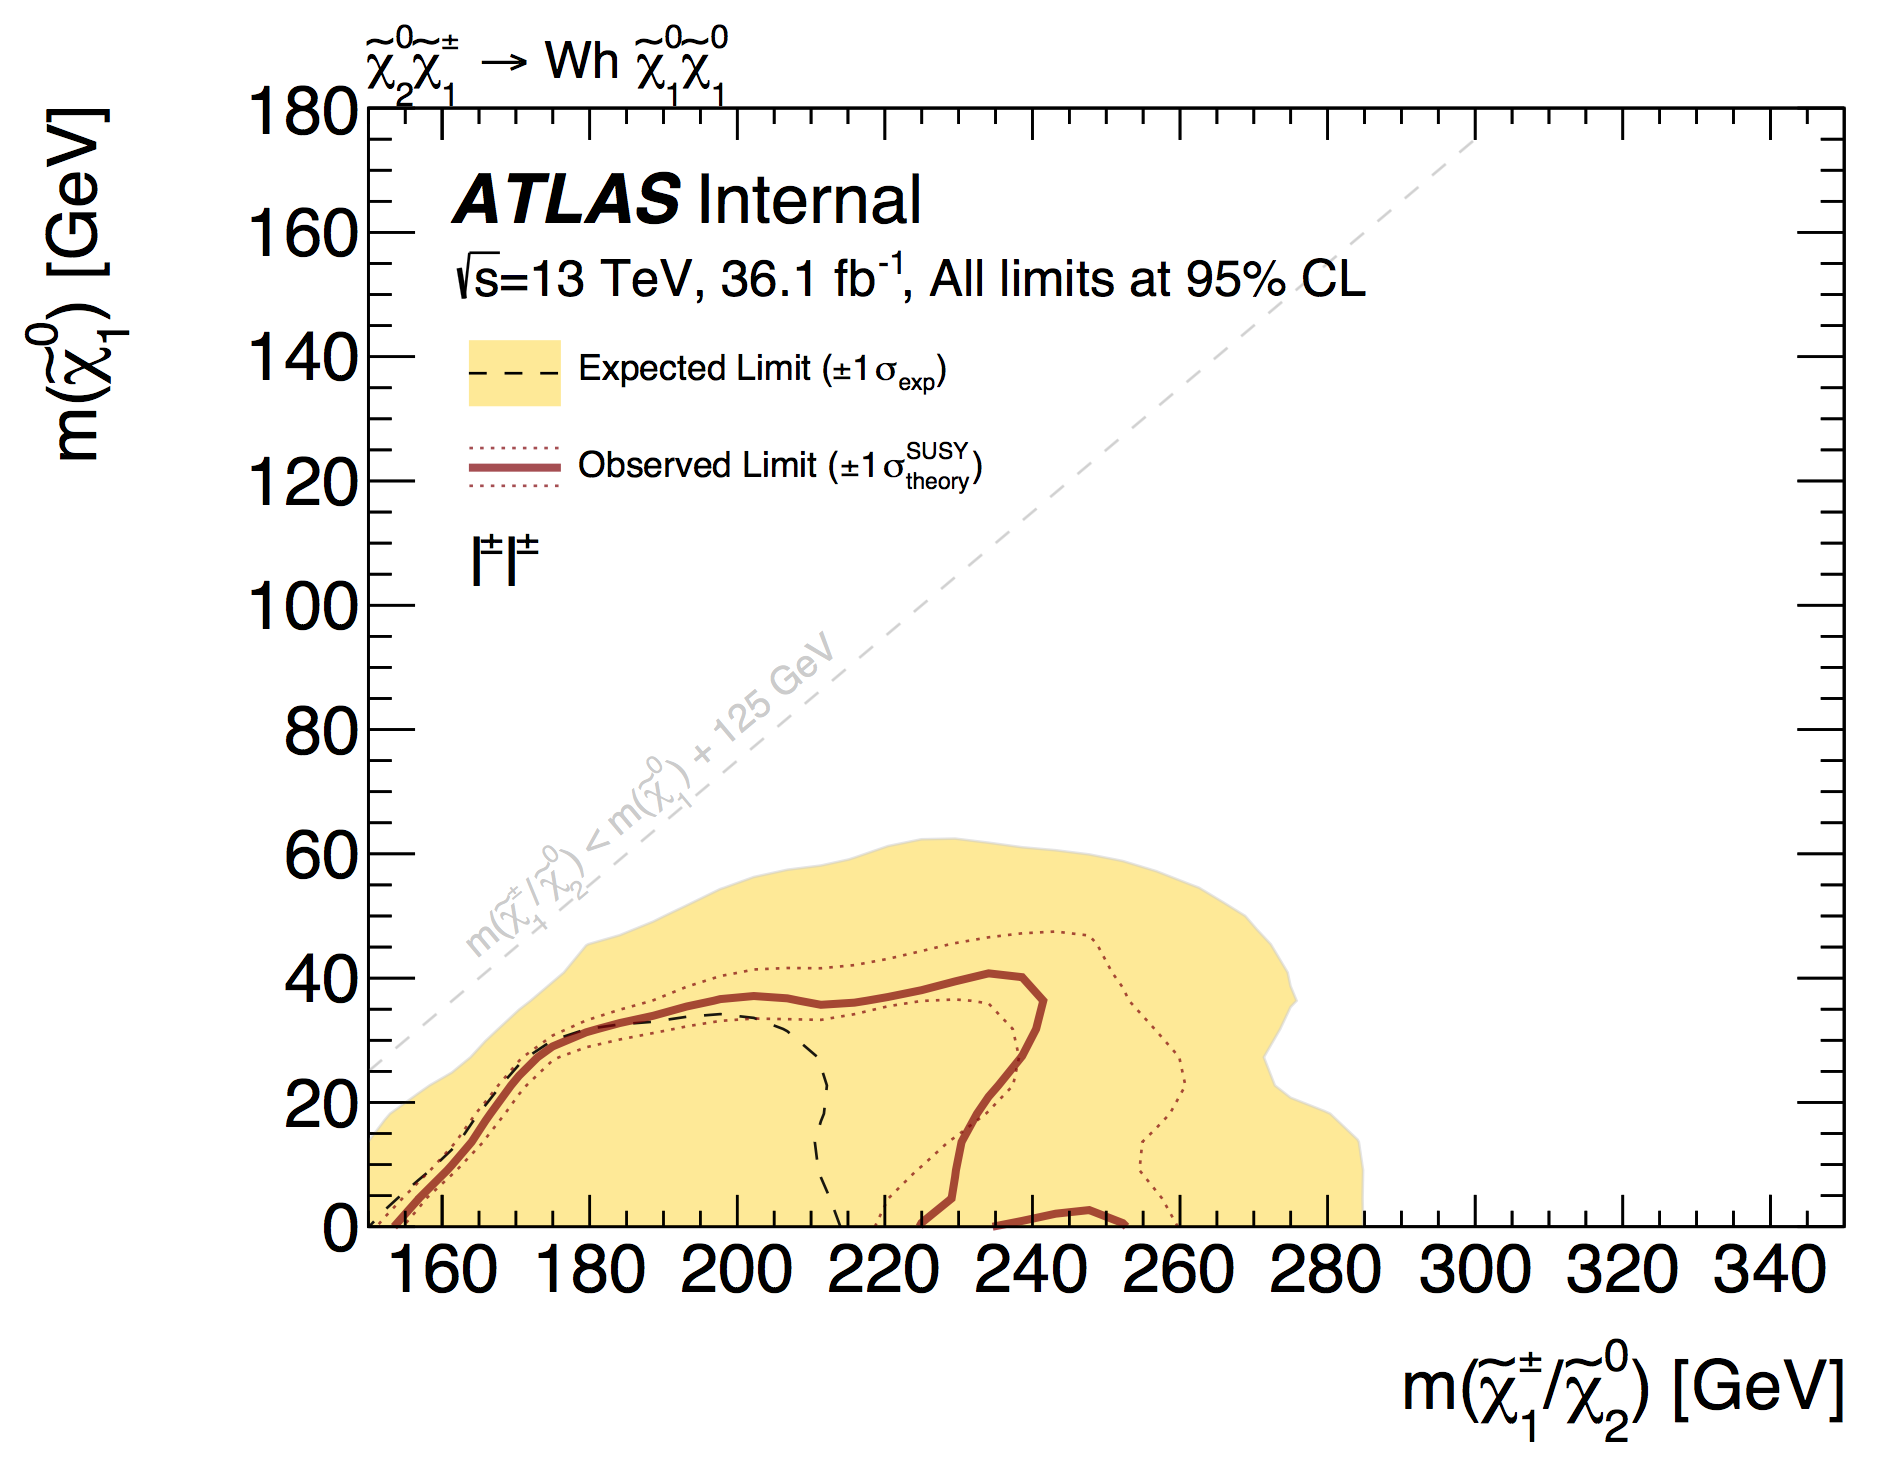 χ̃⁰₂χ̃±₁ → Wh χ̃⁰₁χ̃⁰₁
m(χ̃⁰₁) [GeV]
180
160
140
120
100
80
60
40
20
0
ATLAS Internal
√s=13 TeV, 36.1 fb⁻¹, All limits at 95% CL
Expected Limit (±1 σexp)
Observed Limit (±1 σSUSYtheory)
l±l±
m(χ̃±₁/χ̃⁰₂) < m(χ̃⁰₁) + 125 GeV
160 180 200 220 240 260 280 300 320 340
m(χ̃±₁/χ̃⁰₂) [GeV]